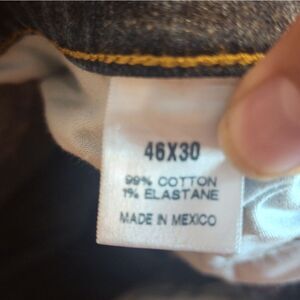 46X30
99% COTTON
1% ELASTANE
MADE IN MEXICO